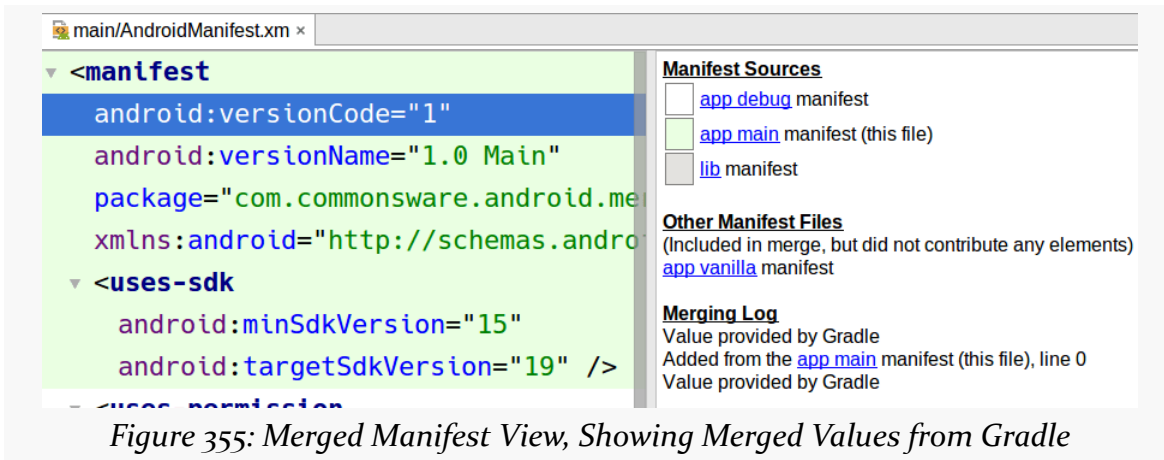 main/AndroidManifest.xm ×
<manifest
android:versionCode="1"
android:versionName="1.0 Main"
package="com.commonsware.android.me
xmlns:android="http://schemas.andro
<uses-sdk
android:minSdkVersion="15"
android:targetSdkVersion="19" />
<uses-permission
Manifest Sources
app debug manifest
app main manifest (this file)
lib manifest
Other Manifest Files
(Included in merge, but did not contribute any elements)
app vanilla manifest
Merging Log
Value provided by Gradle
Added from the app main manifest (this file), line 0
Value provided by Gradle
Figure 355: Merged Manifest View, Showing Merged Values from Gradle